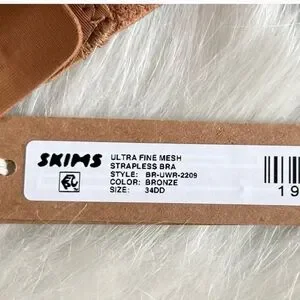 SKIMS
ULTRA FINE MESH
STRAPLESS BRA
STYLE: BR-UWR-2209
COLOR: BRONZE
SIZE: 34DD
19